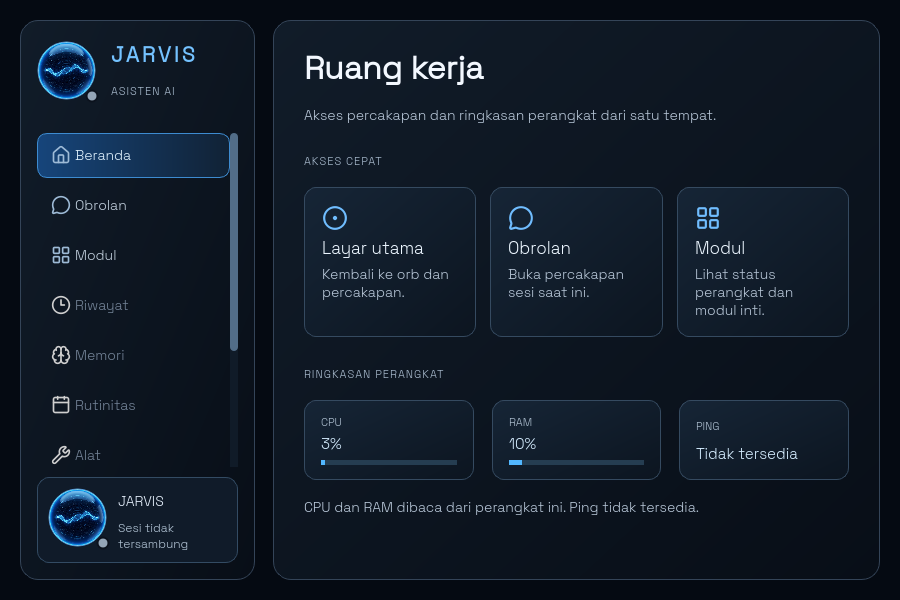 JARVIS
ASISTEN AI
Beranda
Obrolan
Modul
Riwayat
Memori
Rutinitas
Alat
JARVIS
Sesi tidak
tersambung
Ruang kerja
Akses percakapan dan ringkasan perangkat dari satu tempat.
AKSES CEPAT
Layar utama
Kembali ke orb dan
percakapan.
Obrolan
Buka percakapan
sesi saat ini.
Modul
Lihat status
perangkat dan
modul inti.
RINGKASAN PERANGKAT
CPU
3%
RAM
10%
PING
Tidak tersedia
CPU dan RAM dibaca dari perangkat ini. Ping tidak tersedia.